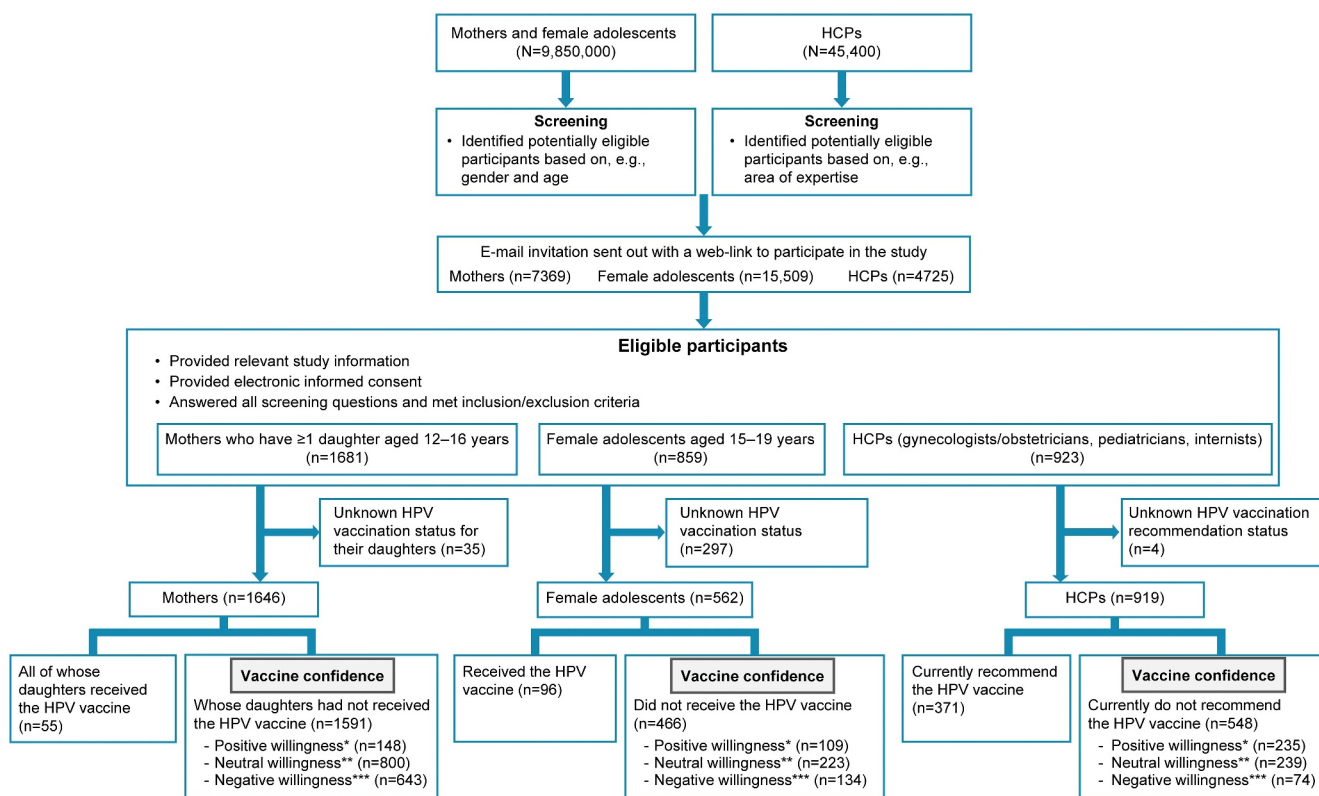 Mothers and female adolescents
(N=9,850,000)
HCPs
(N=45,400)
Screening
• Identified potentially eligible
participants based on, e.g.,
gender and age
Screening
• Identified potentially eligible
participants based on, e.g.,
area of expertise
E-mail invitation sent out with a web-link to participate in the study
Mothers (n=7369) Female adolescents (n=15,509) HCPs (n=4725)
Eligible participants
• Provided relevant study information
• Provided electronic informed consent
• Answered all screening questions and met inclusion/exclusion criteria
Mothers who have ≥1 daughter aged 12–16 years
(n=1681)
Female adolescents aged 15–19 years
(n=859)
HCPs (gynecologists/obstetricians, pediatricians, internists)
(n=923)
Unknown HPV
vaccination status for
their daughters (n=35)
Unknown HPV
vaccination status
(n=297)
Unknown HPV vaccination
recommendation status
(n=4)
Mothers (n=1646)
Female adolescents (n=562)
HCPs (n=919)
All of whose
daughters received
the HPV vaccine
(n=55)
Vaccine confidence
Whose daughters had not received
the HPV vaccine (n=1591)
- Positive willingness* (n=148)
- Neutral willingness** (n=800)
- Negative willingness*** (n=643)
Received the HPV
vaccine (n=96)
Vaccine confidence
Did not receive the HPV vaccine
(n=466)
- Positive willingness* (n=109)
- Neutral willingness** (n=223)
- Negative willingness*** (n=134)
Currently recommend
the HPV vaccine
(n=371)
Vaccine confidence
Currently do not recommend
the HPV vaccine (n=548)
- Positive willingness* (n=235)
- Neutral willingness** (n=239)
- Negative willingness*** (n=74)